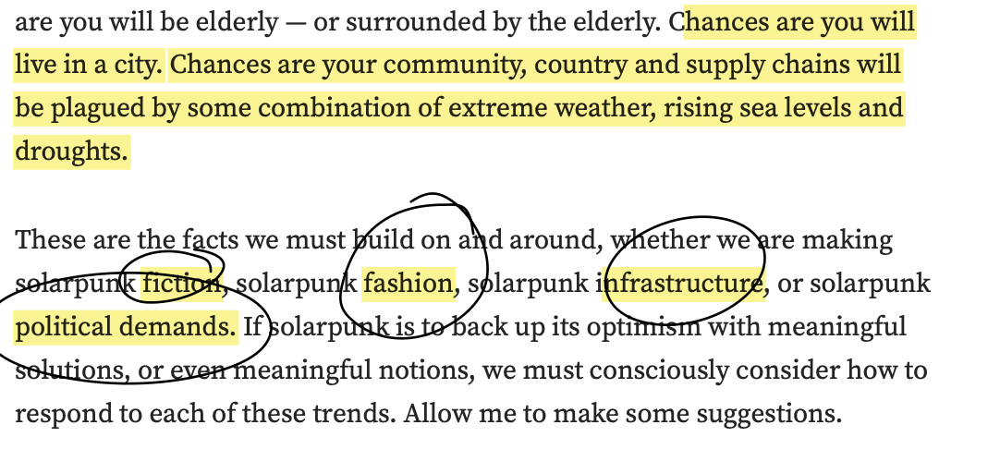 are you will be elderly — or surrounded by the elderly. Chances are you will
live in a city. Chances are your community, country and supply chains will
be plagued by some combination of extreme weather, rising sea levels and
droughts.
These are the facts we must build on and around, whether we are making
solarpunk fiction, solarpunk fashion, solarpunk infrastructure, or solarpunk
political demands. If solarpunk is to back up its optimism with meaningful
solutions, or even meaningful notions, we must consciously consider how to
respond to each of these trends. Allow me to make some suggestions.